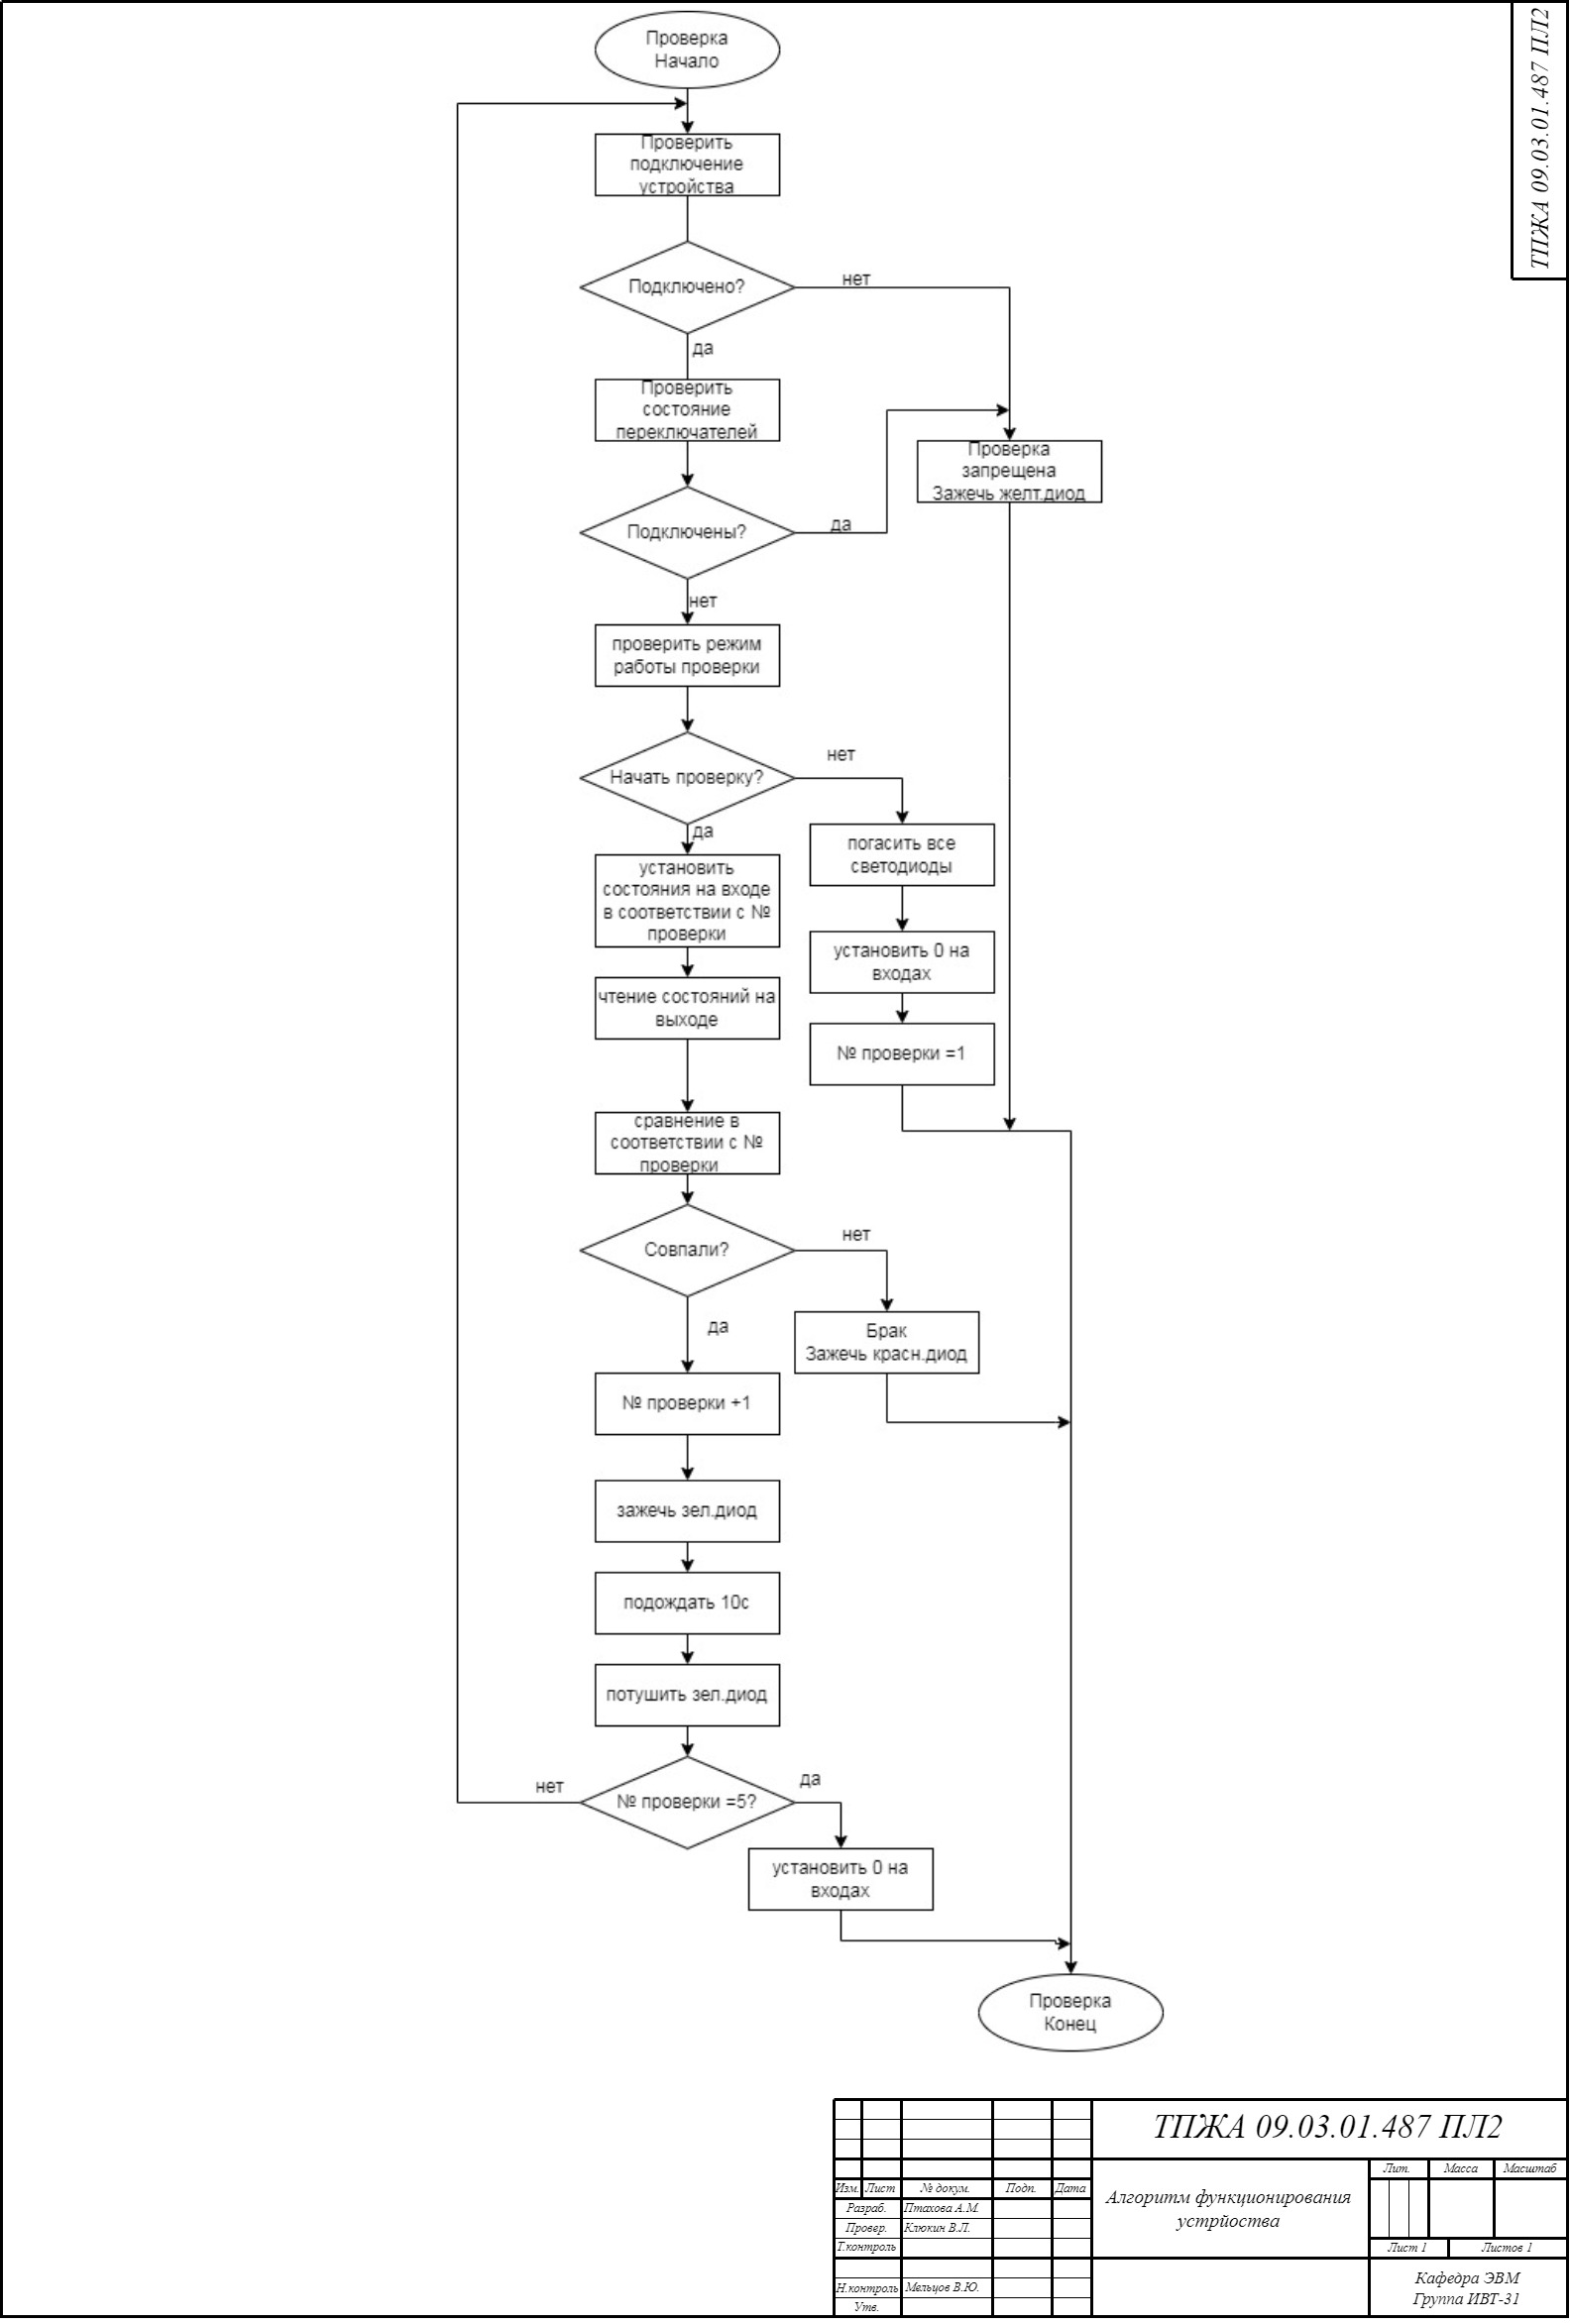 Проверка
Начало
ТПЖА 09.03.01.487 ПЛ2
Проверить
подключение
устройства
Подключено?
нет
да
Проверить
состояние
переключателей
Проверка
запрещена
Зажечь желт.диод
Подключены?
да
нет
проверить режим
работы проверки
Начать проверку?
нет
да
погасить все
светодиоды
установить
состояния на входе
в соответствии с №
проверки
установить 0 на
входах
чтение состояний на
выходе
№ проверки =1
сравнение в
соответствии с №
проверки
Совпали?
нет
да
Брак
Зажечь красн.диод
№ проверки +1
зажечь зел.диод
подождать 10с
потушить зел.диод
№ проверки =5?
нет
да
установить 0 на
входах
Проверка
Конец
ТПЖА 09.03.01.487 ПЛ2
Лит. Масса Масштаб
Изм. Лист № докум. Подп. Дата
Алгоритм функционирования
устрйоства
Разраб. Птахова А.М.
Провер. Клюкин В.Л.
Т.контроль
Лист 1 Листов 1
Н.контроль Мельцов В.Ю.
Утв.
Кафедра ЭВМ
Группа ИВТ-31